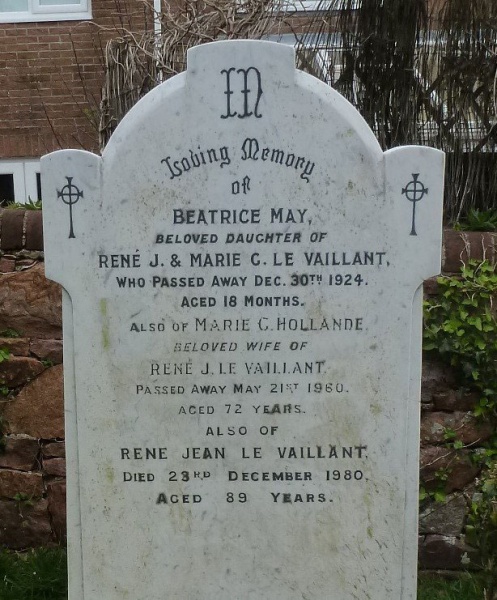 IN
Loving Memory
of
BEATRICE MAY,
BELOVED DAUGHTER OF
RENÉ J. & MARIE C. LE VAILLANT,
WHO PASSED AWAY DEC. 30TH 1924.
AGED 18 MONTHS.
ALSO OF MARIE C. HOLLANDE
BELOVED WIFE OF
RENÉ J. LE VAILLANT.
PASSED AWAY MAY 21ST 1960.
AGED 72 YEARS.
ALSO OF
RENE JEAN LE VAILLANT.
DIED 23RD DECEMBER 1980.
AGED 89 YEARS.